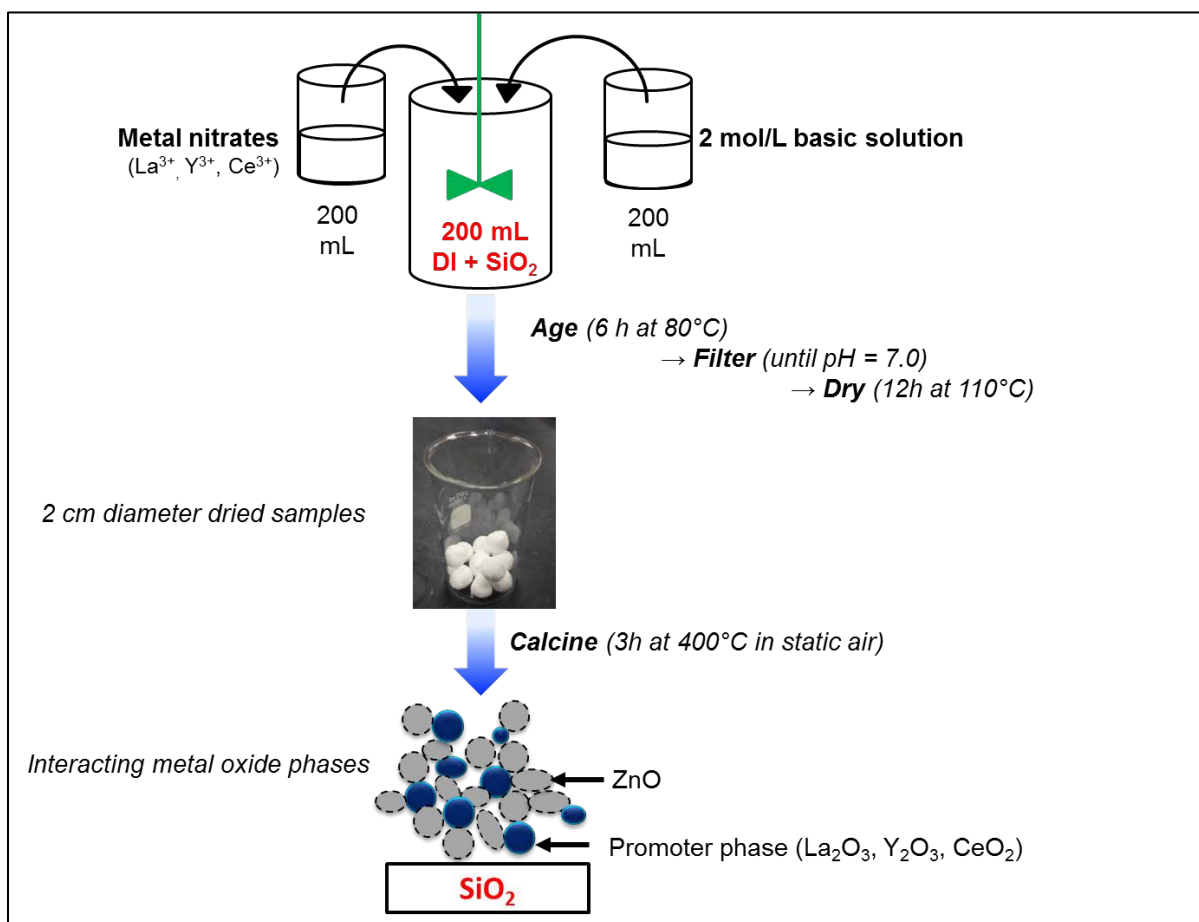 Metal nitrates
(La³⁺, Y³⁺, Ce³⁺)
200
mL
200 mL
DI + SiO₂
2 mol/L basic solution
200
mL
Age (6 h at 80°C)
→ Filter (until pH = 7.0)
→ Dry (12h at 110°C)
2 cm diameter dried samples
Calcine (3h at 400°C in static air)
Interacting metal oxide phases
ZnO
Promoter phase (La₂O₃, Y₂O₃, CeO₂)
SiO₂